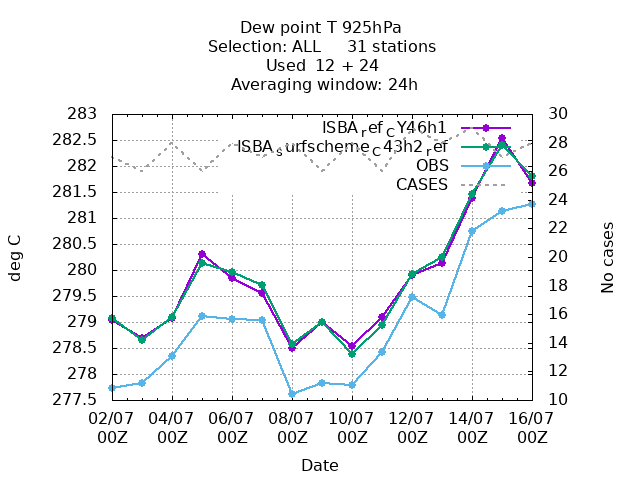 Dew point T 925hPa
Selection: ALL     31 stations
Used  12 + 24
Averaging window: 24h
283
282.5
282
281.5
281
280.5
280
279.5
279
278.5
278
277.5
30
28
26
24
22
20
18
16
14
12
10
ISBA_ref_CY46h1
ISBA_surfscheme_C43h2_ref
OBS
CASES
deg C
No cases
02/07 04/07 06/07 08/07 10/07 12/07 14/07 16/07
00Z 00Z 00Z 00Z 00Z 00Z 00Z 00Z
Date